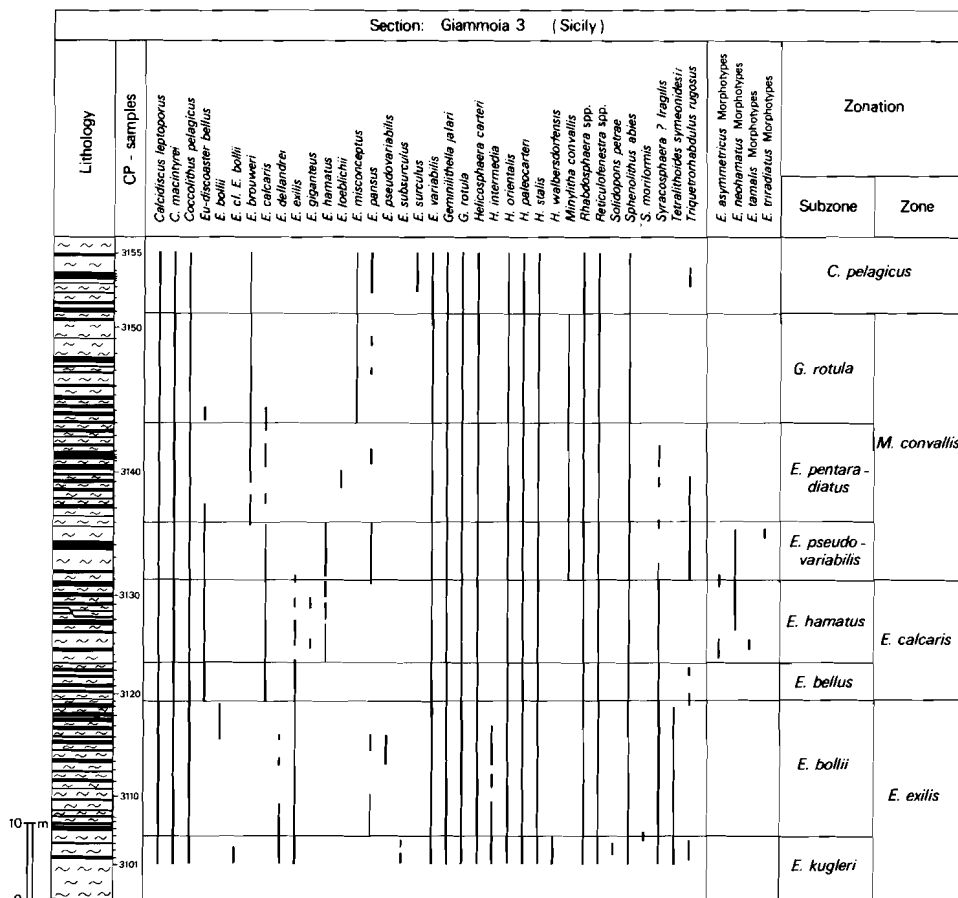 Section: Giammoia 3 (Sicily)
Lithology
CP - samples
Calcidiscus leptoporus
C. macintyrei
Coccolithus pelagicus
Eu-discoaster bellus
E. bollii
E. cf. E. bollii
E. brouweri
E. calcaris
E. deflandrei
E. exilis
E. giganteus
E. hamatus
E. loeblichii
E. misconceptus
E. pansus
E. pseudovariabilis
E. subsurculus
E. surculus
E. variabilis
Geminilithella jafari
G. rotula
Helicosphaera carteri
H. intermedia
H. orientalis
H. paleocarteri
H. stalis
H. walbersdorfensis
Minylitha convallis
Rhabdosphaera spp.
Reticulofenestra spp.
Solidopons petrae
Sphenolithus abies
S. moriformis
Syracosphaera ? fragilis
Tetralithoides symeonidesii
Triquetrorhabdulus rugosus
E. asymmetricus Morphotypes
E. neohamatus Morphotypes
E. tamalis Morphotypes
E. triradiatus Morphotypes
Zonation
Subzone
Zone
3155
C. pelagicus
3150
G. rotula
M. convallis
3140
E. pentara-
diatus
E. pseudo-
variabilis
3130
E. hamatus
E. calcaris
E. bellus
3120
E. bollii
E. exilis
3110
10 m
3101
E. kugleri
0